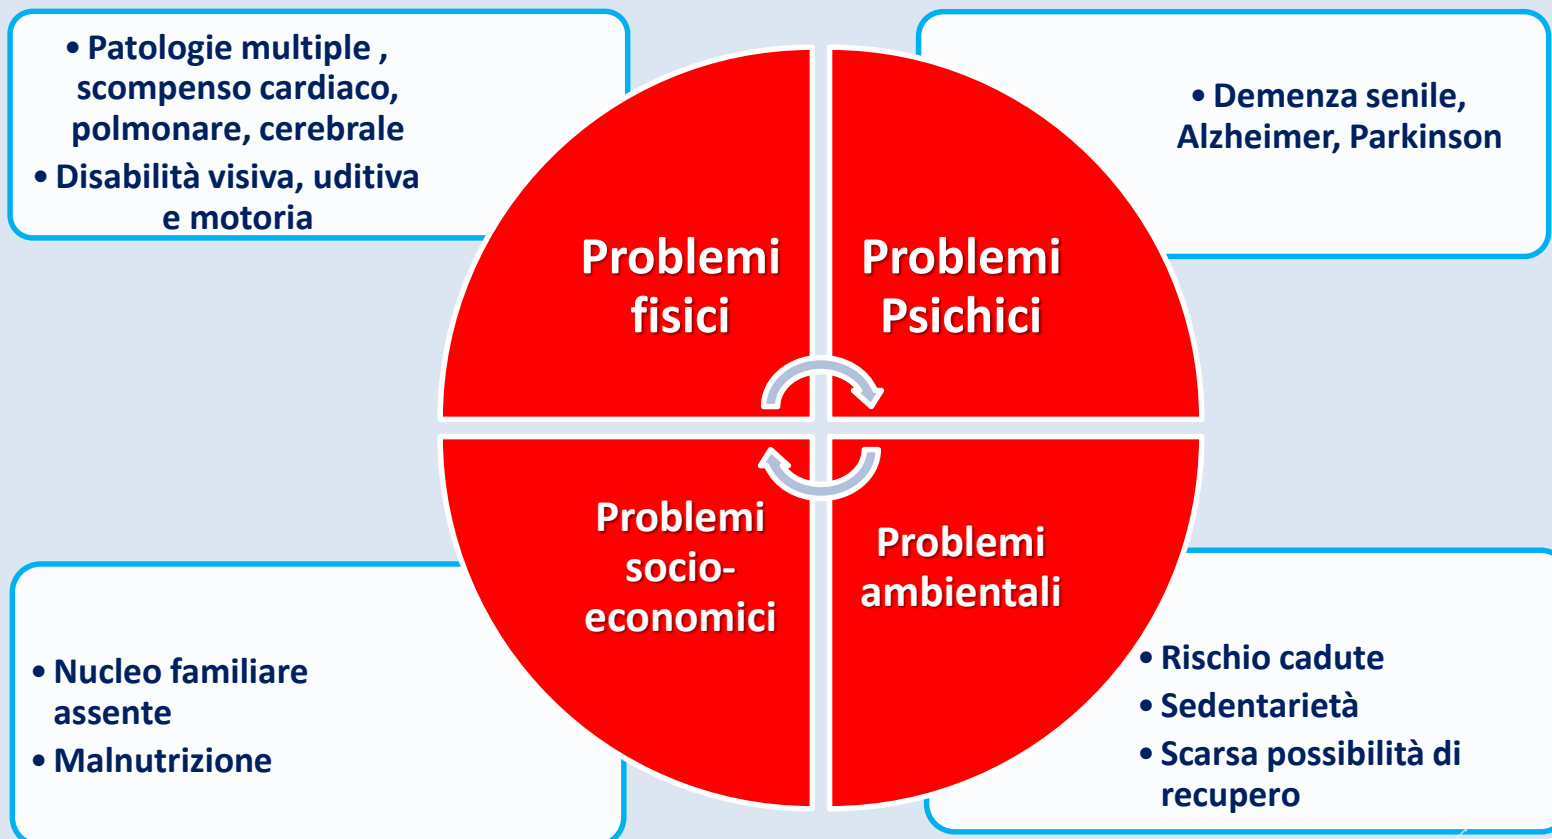 • Patologie multiple ,
scompenso cardiaco,
polmonare, cerebrale
• Disabilità visiva, uditiva
e motoria
• Demenza senile,
Alzheimer, Parkinson
Problemi
fisici
Problemi
Psichici
Problemi
socio-
economici
Problemi
ambientali
• Nucleo familiare
assente
• Malnutrizione
• Rischio cadute
• Sedentarietà
• Scarsa possibilità di
recupero